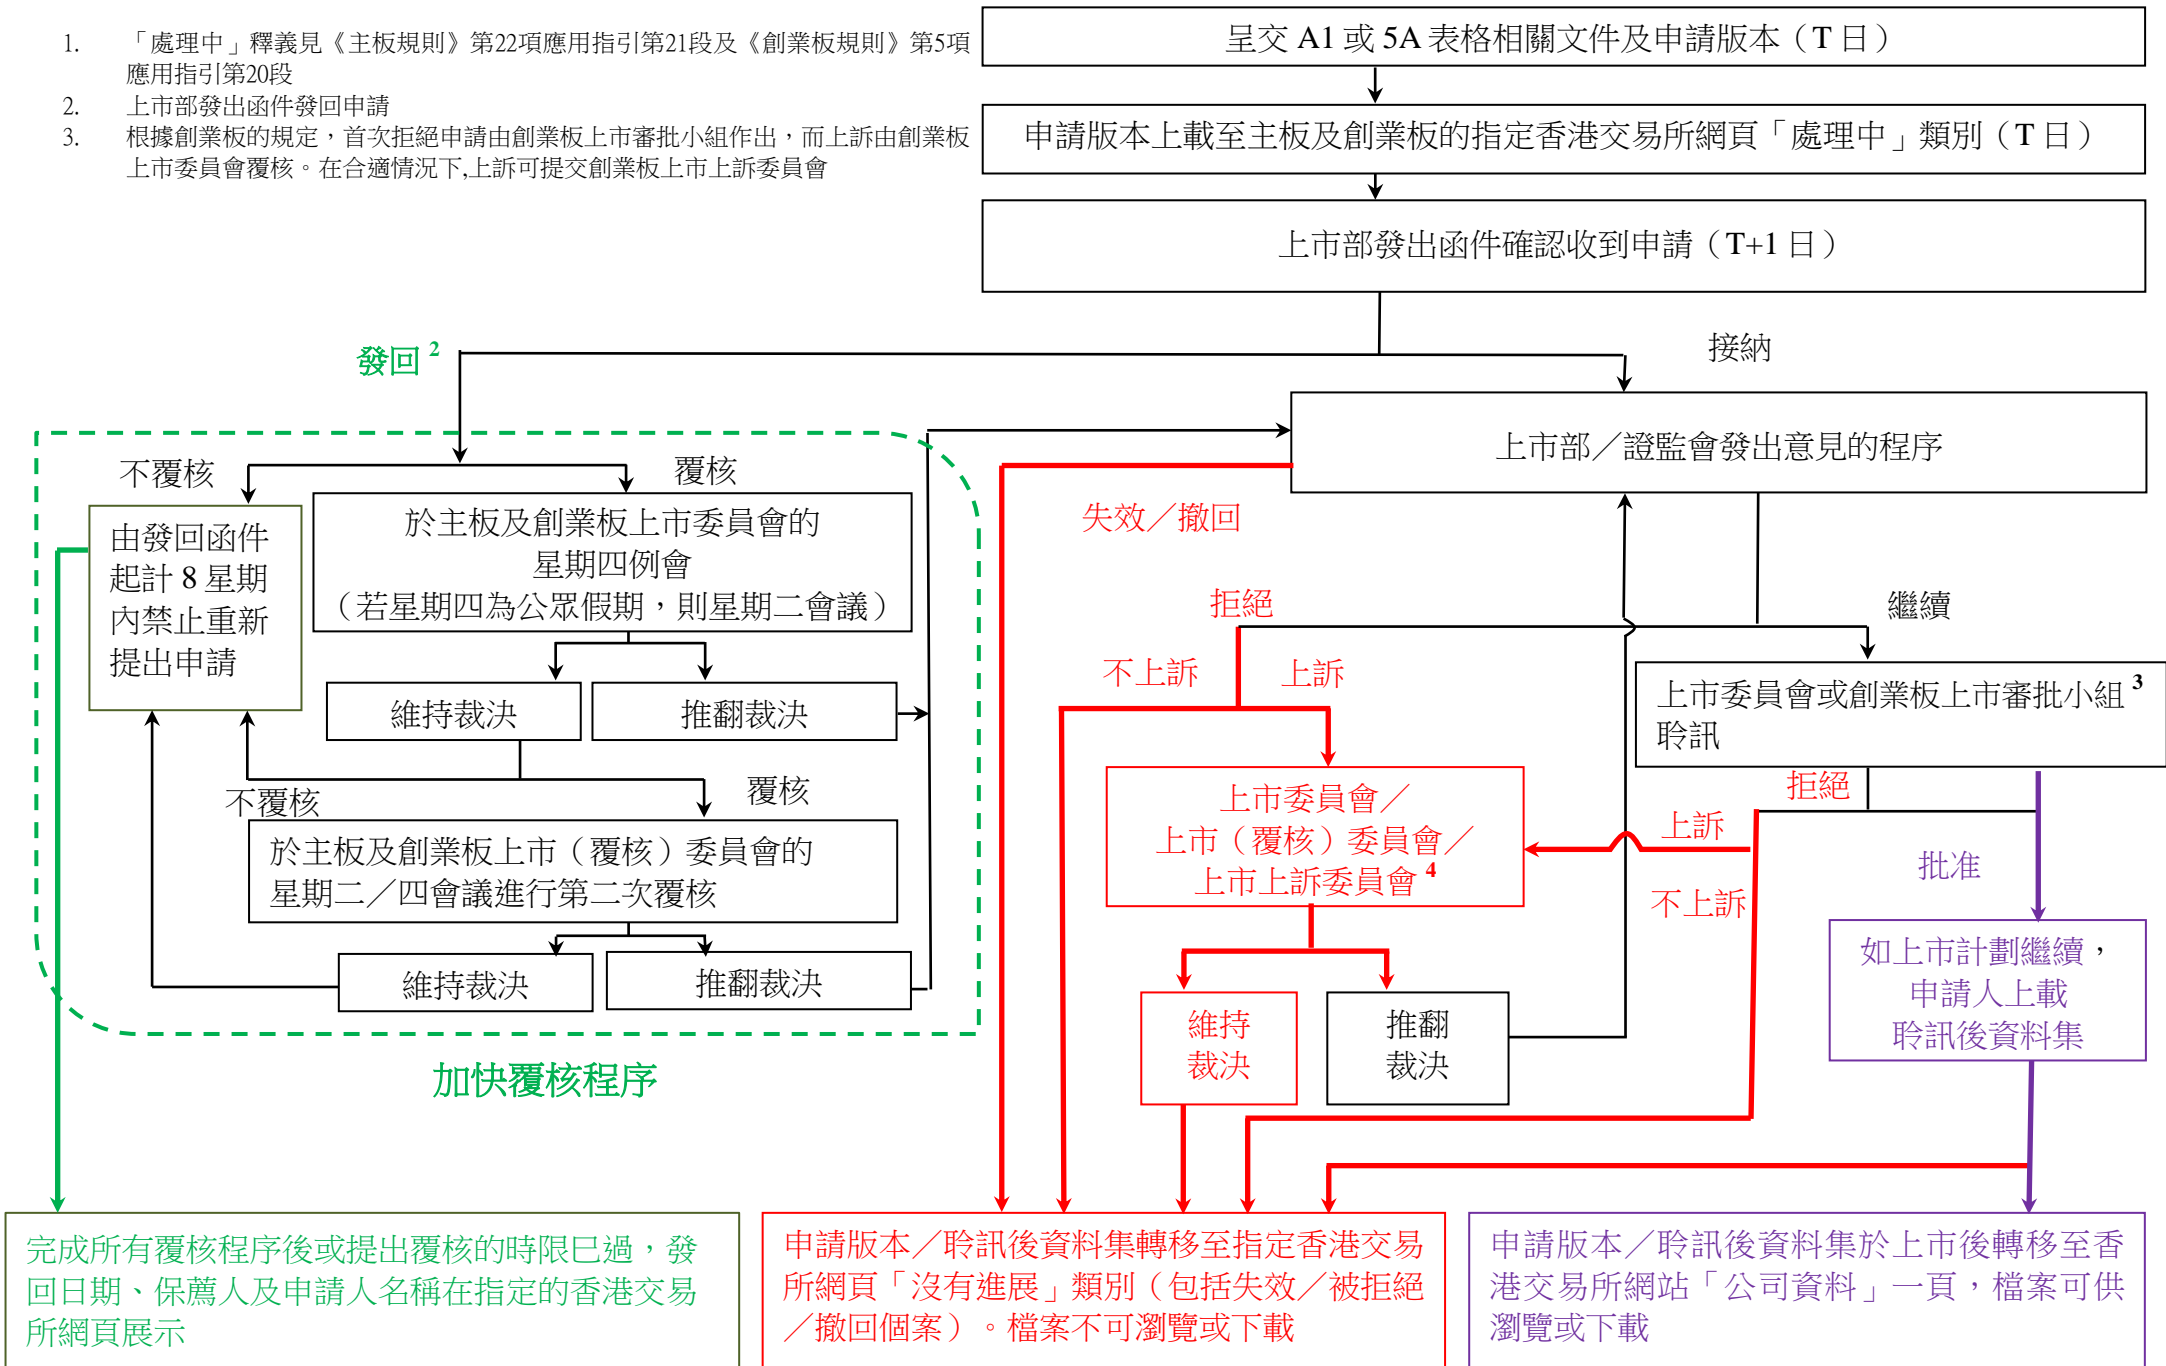 1. 「處理中」釋義見《主板規則》第22項應用指引第21段及《創業板規則》第5項
應用指引第20段
2. 上市部發出函件發回申請
3. 根據創業板的規定，首次拒絕申請由創業板上市審批小組作出，而上訴由創業板
上市委員會覆核。在合適情況下,上訴可提交創業板上市上訴委員會
呈交 A1 或 5A 表格相關文件及申請版本（T 日）
申請版本上載至主板及創業板的指定香港交易所網頁「處理中」類別（T 日）
上市部發出函件確認收到申請（T+1 日）
發回 2
接納
上市部／證監會發出意見的程序
不覆核
覆核
由發回函件
起計 8 星期
內禁止重新
提出申請
於主板及創業板上市委員會的
星期四例會
（若星期四為公眾假期，則星期二會議）
維持裁決
推翻裁決
不覆核
覆核
於主板及創業板上市（覆核）委員會的
星期二／四會議進行第二次覆核
維持裁決
推翻裁決
加快覆核程序
失效／撤回
拒絕
繼續
不上訴
上訴
上市委員會或創業板上市審批小組 3
聆訊
上市委員會／
上市（覆核）委員會／
上市上訴委員會 4
拒絕
上訴
不上訴
批准
維持
裁決
推翻
裁決
如上市計劃繼續，
申請人上載
聆訊後資料集
完成所有覆核程序後或提出覆核的時限巳過，發
回日期、保薦人及申請人名稱在指定的香港交易
所網頁展示
申請版本／聆訊後資料集轉移至指定香港交易
所網頁「沒有進展」類別（包括失效／被拒絕
／撤回個案）。檔案不可瀏覽或下載
申請版本／聆訊後資料集於上市後轉移至香
港交易所網站「公司資料」一頁，檔案可供
瀏覽或下載